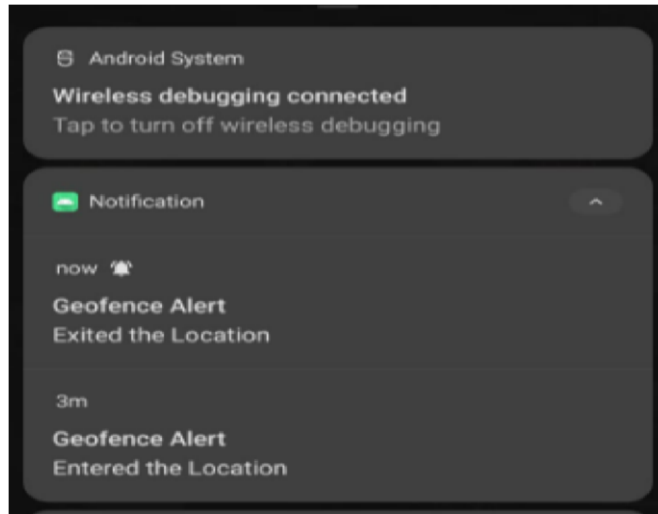 Android System
Wireless debugging connected
Tap to turn off wireless debugging
Notification
now
Geofence Alert
Exited the Location
3m
Geofence Alert
Entered the Location